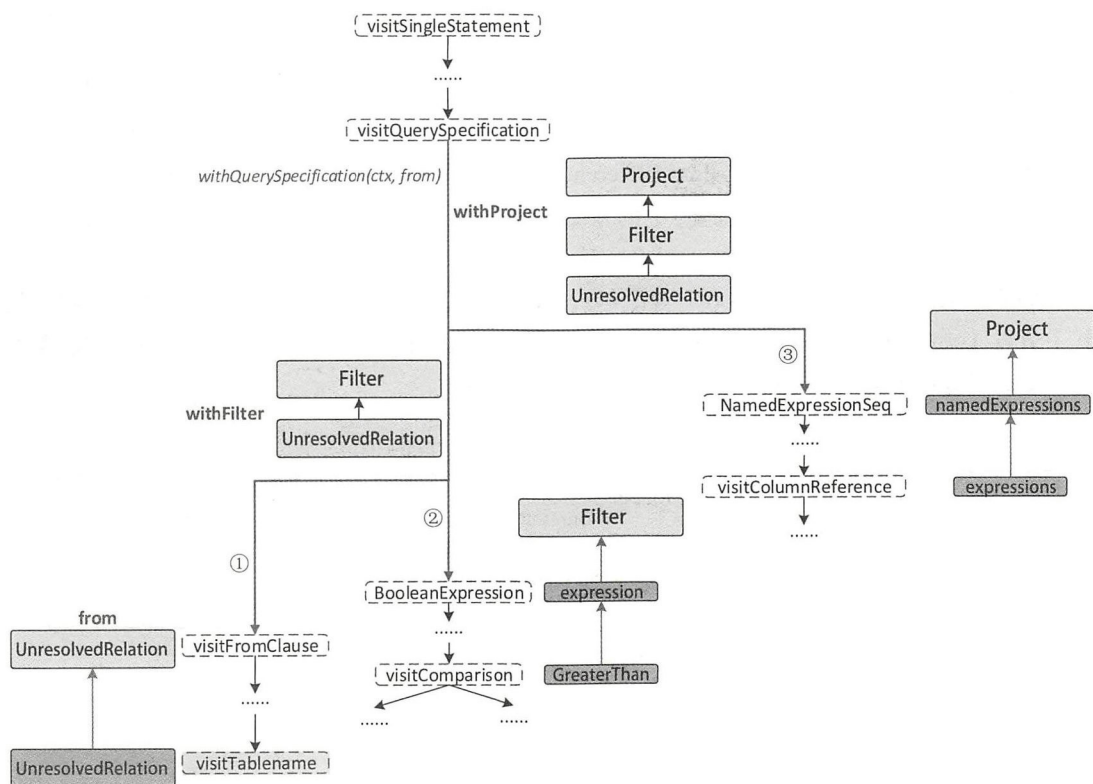 visitSingleStatement
......
visitQuerySpecification
withQuerySpecification(ctx, from)
withProject
Project
Filter
UnresolvedRelation
③
Project
NamedExpressionSeq
namedExpressions
......
visitColumnReference
expressions
......
withFilter
Filter
UnresolvedRelation
①
②
Filter
BooleanExpression
expression
......
visitComparison
GreaterThan
......
......
from
UnresolvedRelation
visitFromClause
......
UnresolvedRelation
visitTablename